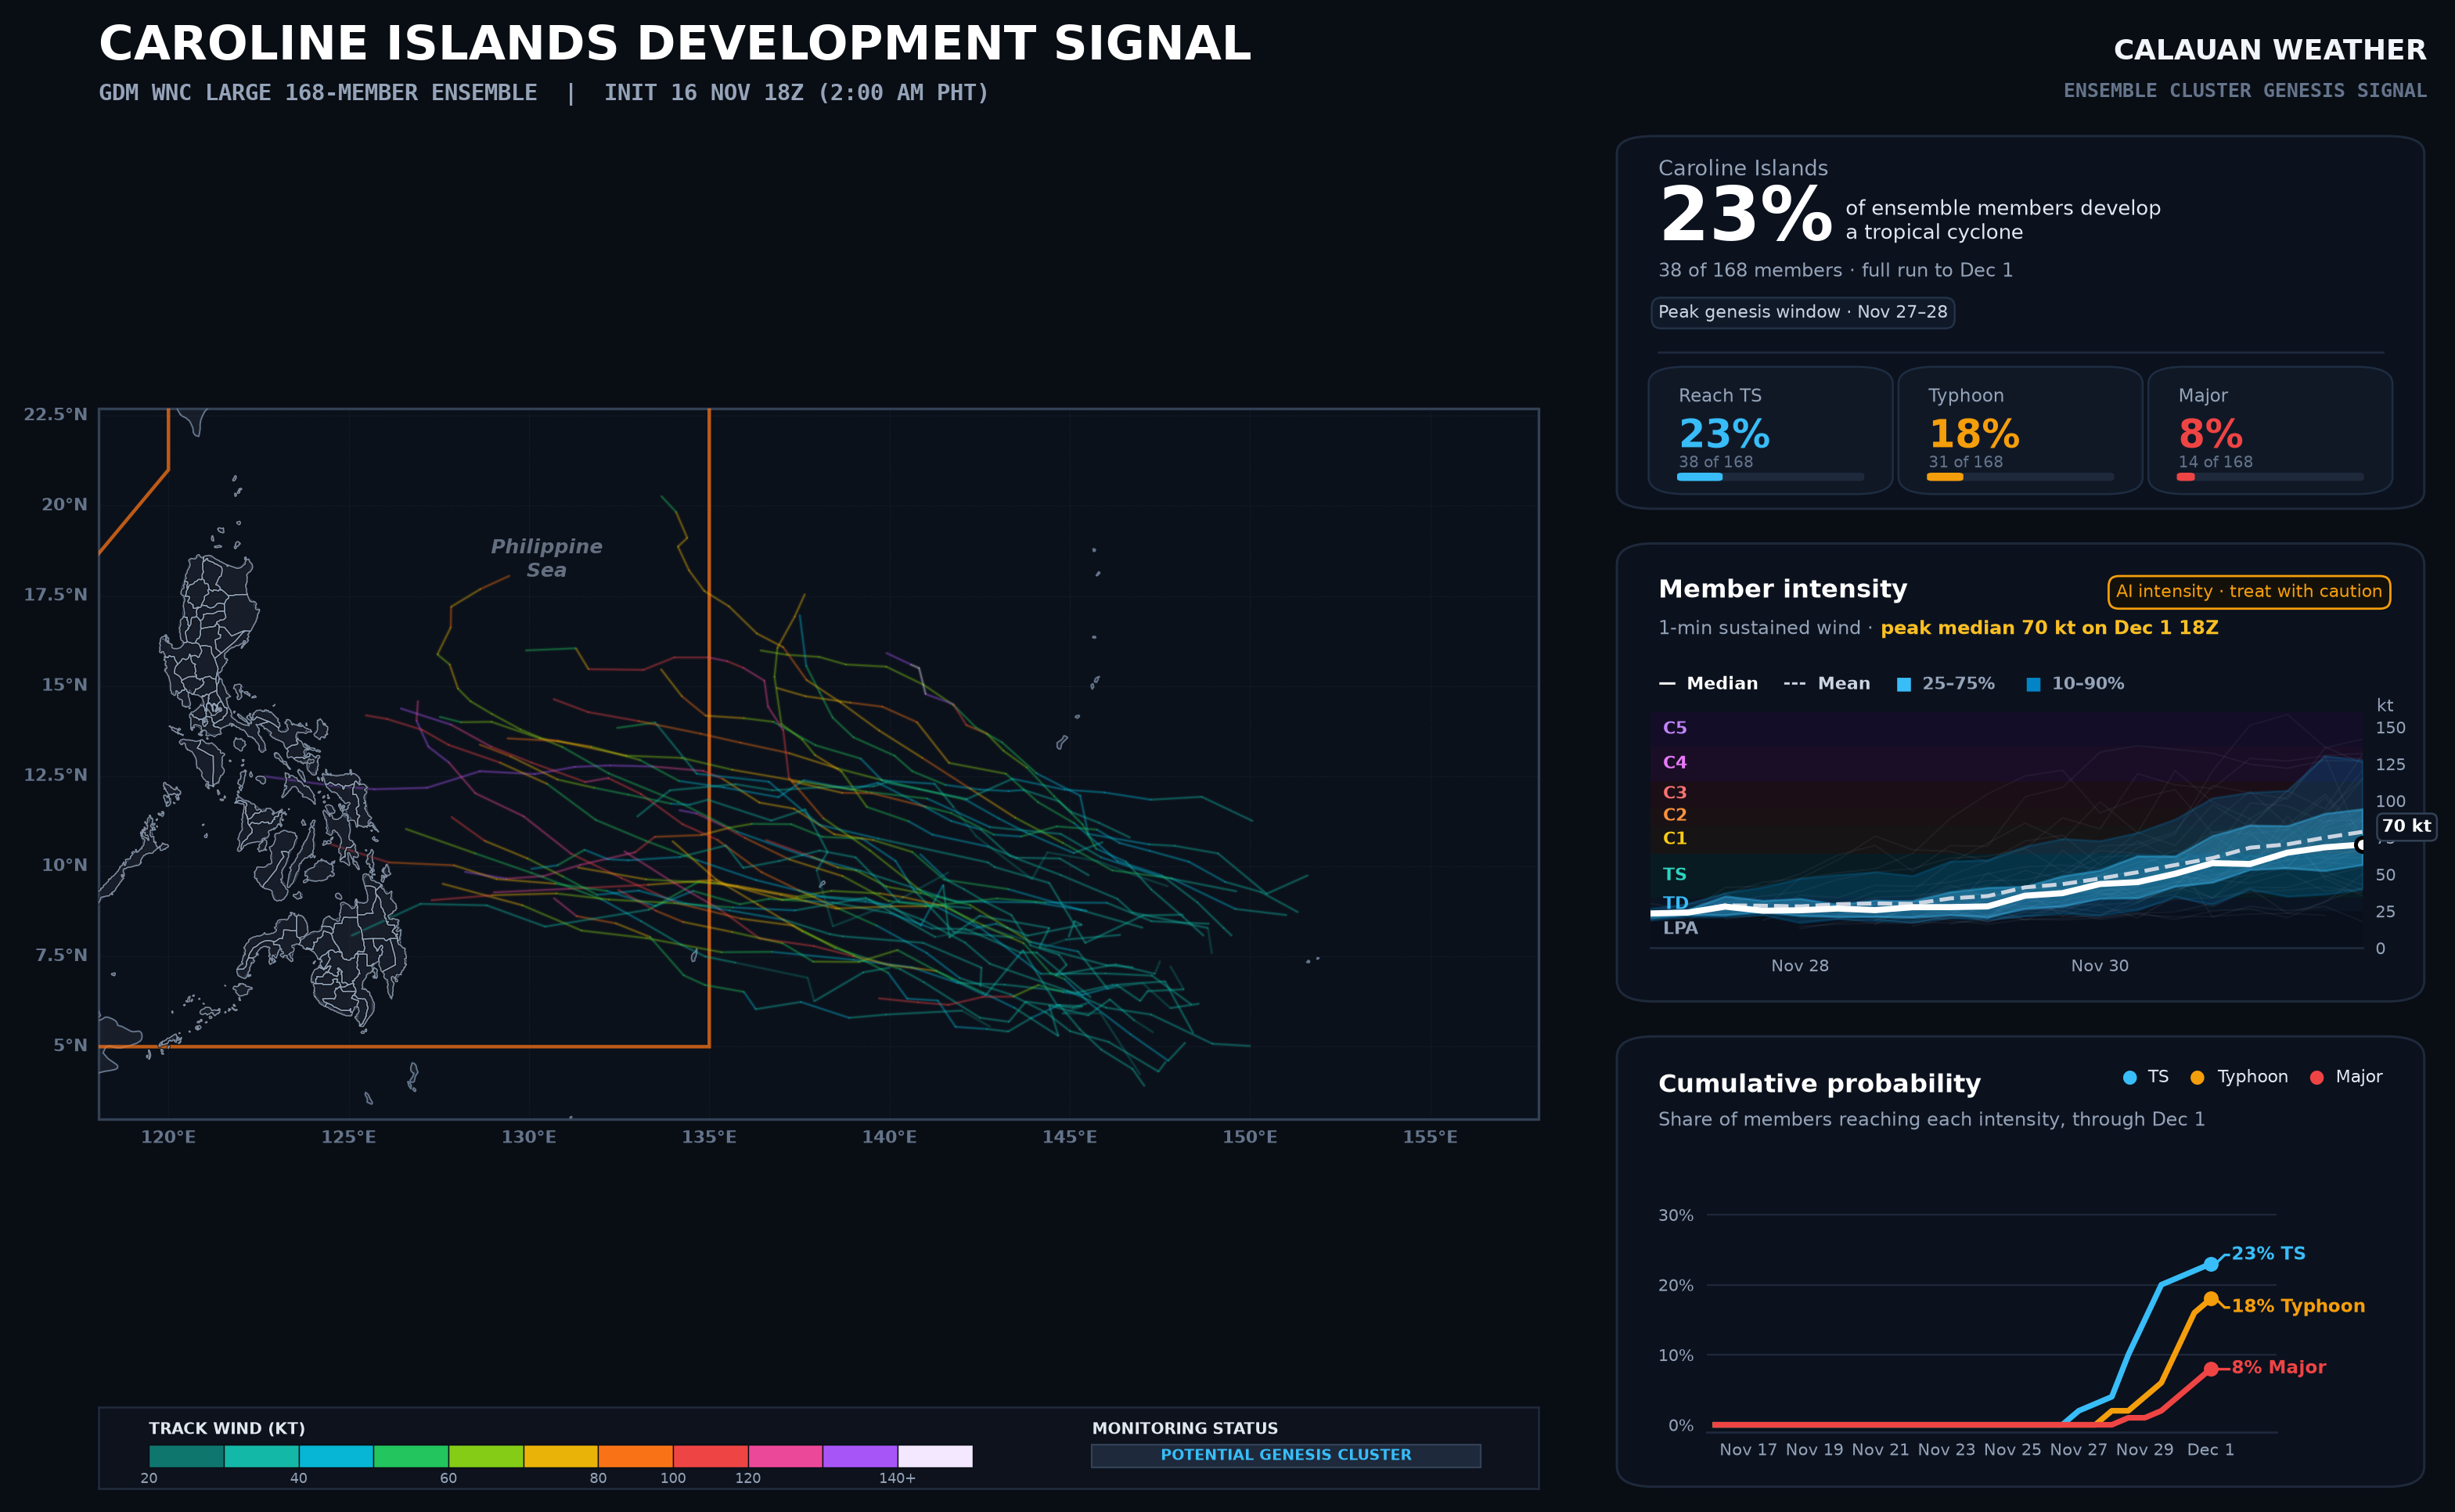 CAROLINE ISLANDS DEVELOPMENT SIGNAL
GDM WNC LARGE 168-MEMBER ENSEMBLE | INIT 16 NOV 18Z (2:00 AM PHT)
CALAUAN WEATHER
ENSEMBLE CLUSTER GENESIS SIGNAL
22.5°N
20°N
17.5°N
15°N
12.5°N
10°N
7.5°N
5°N
120°E
125°E
130°E
135°E
140°E
145°E
150°E
155°E
Philippine
Sea
TRACK WIND (KT)
20
40
60
80
100
120
140+
MONITORING STATUS
POTENTIAL GENESIS CLUSTER
Caroline Islands
23% of ensemble members develop
a tropical cyclone
38 of 168 members · full run to Dec 1
Peak genesis window · Nov 27–28
Reach TS
23%
38 of 168
Typhoon
18%
31 of 168
Major
8%
14 of 168
Member intensity
AI intensity · treat with caution
1-min sustained wind · peak median 70 kt on Dec 1 18Z
Median
Mean
25–75%
10–90%
kt
150
125
100
70 kt
50
25
0
C5
C4
C3
C2
C1
TS
TD
LPA
Nov 28
Nov 30
Cumulative probability
TS
Typhoon
Major
Share of members reaching each intensity, through Dec 1
30%
20%
10%
0%
23% TS
18% Typhoon
8% Major
Nov 17
Nov 19
Nov 21
Nov 23
Nov 25
Nov 27
Nov 29
Dec 1